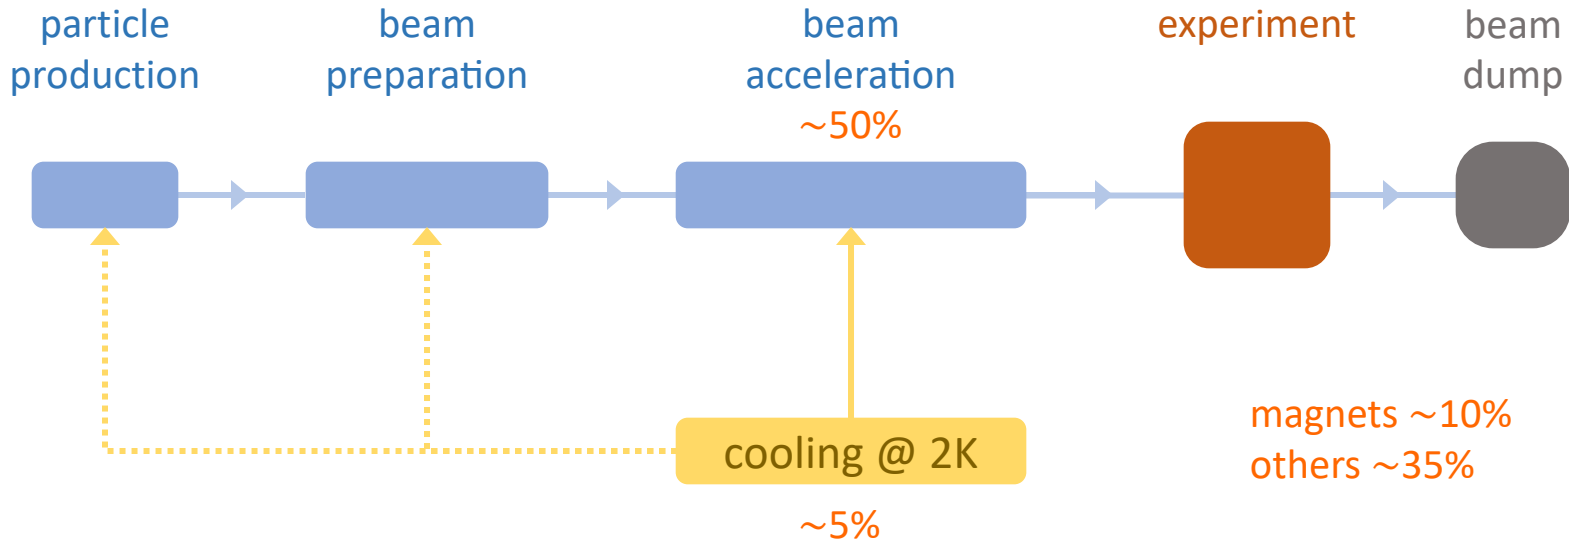 particle
production
beam
preparation
beam
acceleration
~50%
experiment
beam
dump
cooling @ 2K
~5%
magnets ~10%
others ~35%